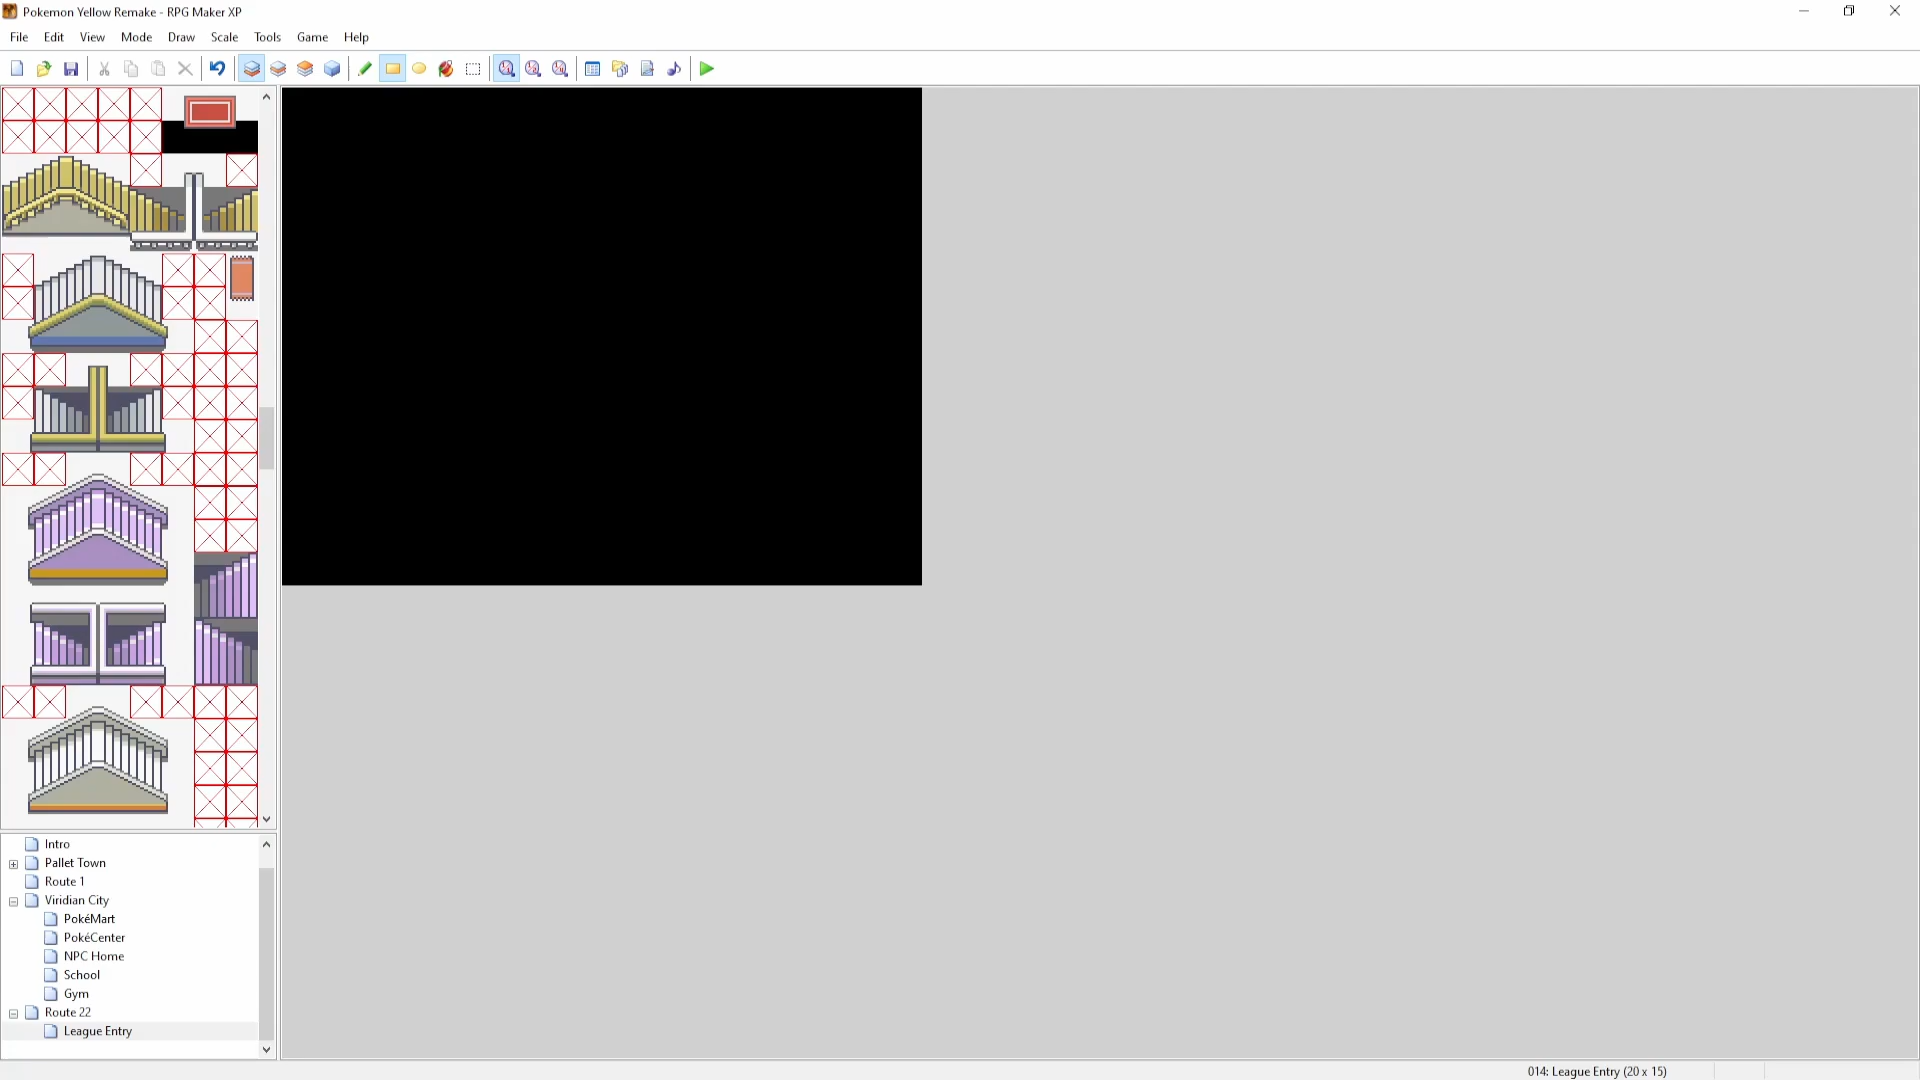 Pokemon Yellow Remake - RPG Maker XP
File Edit View Mode Draw Scale Tools Game Help
Intro
Pallet Town
Route 1
Viridian City
PokéMart
PokéCenter
NPC Home
School
Gym
Route 22
League Entry
014: League Entry (20 x 15)